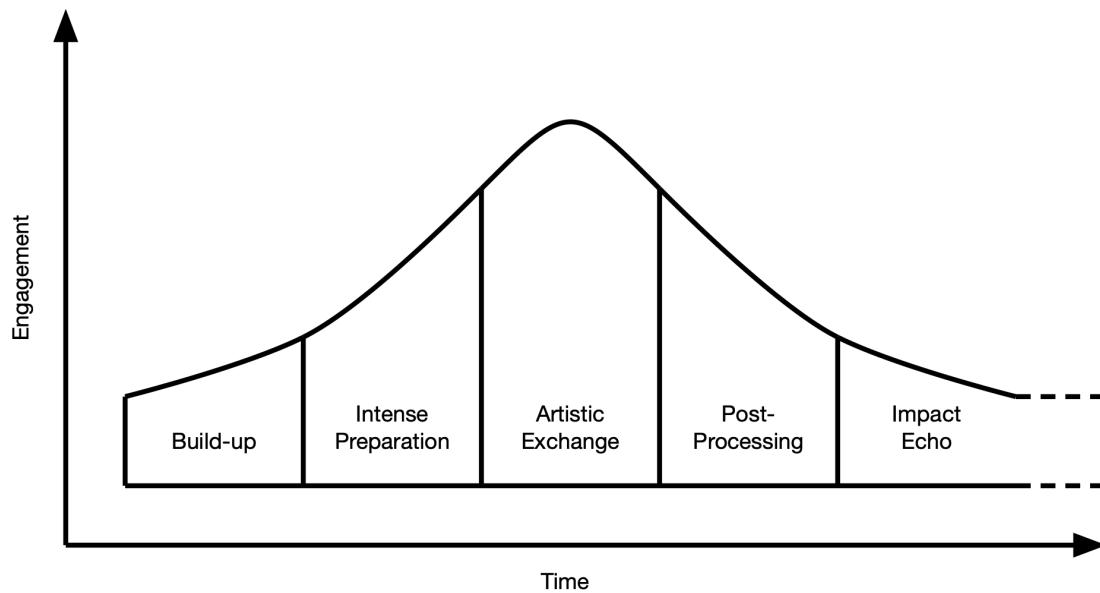 Engagement
Build-up
Intense
Preparation
Artistic
Exchange
Post-
Processing
Impact
Echo
Time